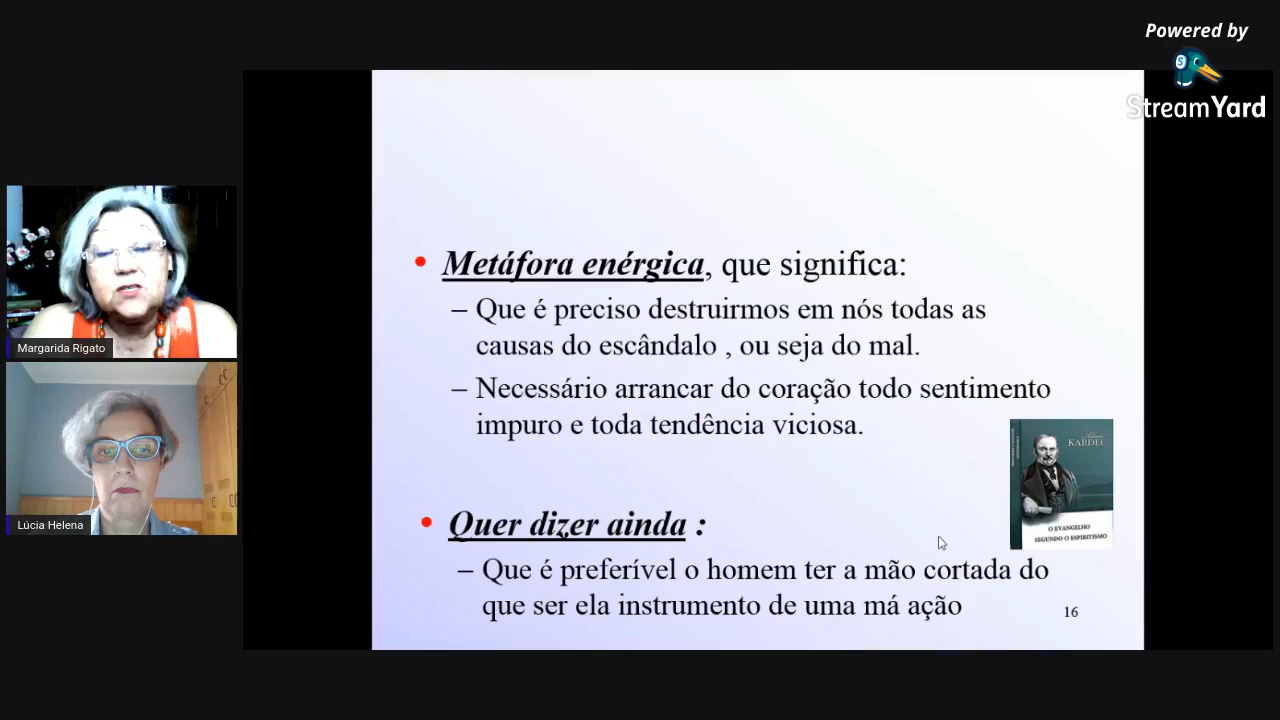 Powered by
StreamYard
• Metáfora enérgica, que significa:
– Que é preciso destruirmos em nós todas as
causas do escândalo , ou seja do mal.
– Necessário arrancar do coração todo sentimento
impuro e toda tendência viciosa.
Allan
KARDEC
O EVANGELHO
SEGUNDO O ESPIRITISMO
• Quer dizer ainda :
– Que é preferível o homem ter a mão cortada do
que ser ela instrumento de uma má ação
16
Margarida Rigato
Lúcia Helena